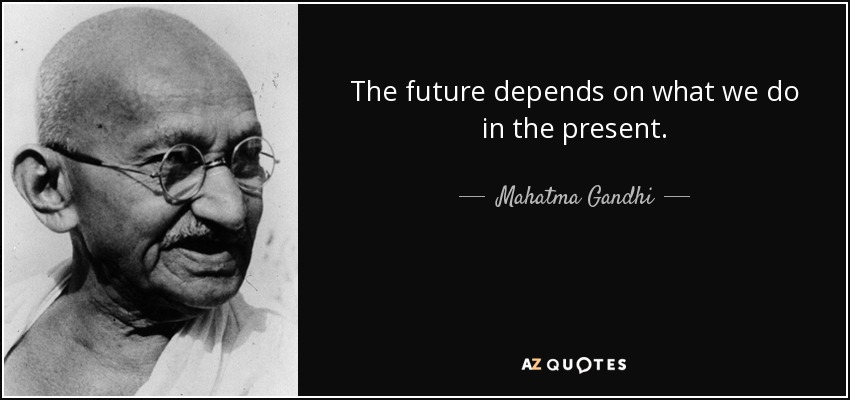 The future depends on what we do
in the present.
Mahatma Gandhi
AZ QUOTES